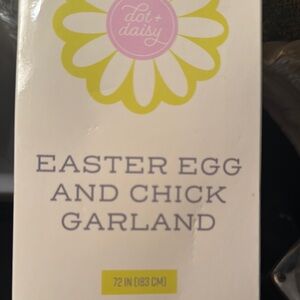 dot +
daisy
EASTER EGG
AND CHICK
GARLAND
72 IN (183 CM)